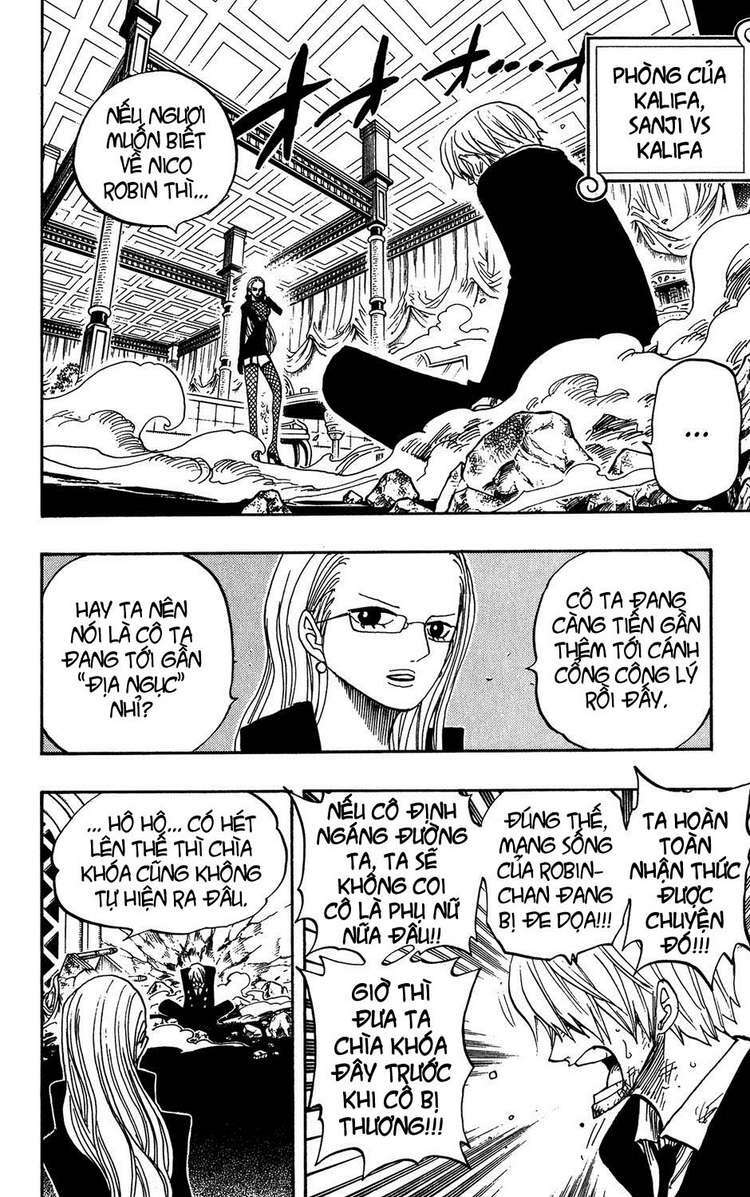 PHÒNG CỦA
KALIFA,
SANJI VS
KALIFA
NẾU NGƯƠI
MUỐN BIẾT
VỀ NICO
ROBIN THÌ...
...
CÔ TA ĐANG
CÀNG TIẾN GẦN
THÊM TỚI CÁNH
CỔNG CÔNG LÝ
RỒI ĐẤY.
HAY TA NÊN
NÓI LÀ CÔ TA
ĐANG TỚI GẦN
“ĐỊA NGỤC”
NHỈ?
TA HOÀN
TOÀN
NHẬN THỨC
ĐƯỢC
CHUYỆN
ĐÓ!!!
ĐÚNG THẾ,
MẠNG SỐNG
CỦA ROBIN-
CHAN ĐANG
BỊ ĐE DỌA!!!
NẾU CÔ ĐỊNH
NGÁNG ĐƯỜNG
TA, TA SẼ
KHÔNG COI
CÔ LÀ PHỤ NỮ
NỮA ĐÂU!!
GIỜ THÌ
ĐƯA TA
CHÌA KHÓA
ĐÂY TRƯỚC
KHI CÔ BỊ
THƯƠNG!!!
... HÔ HÔ... CÓ HÉT
LÊN THẾ THÌ CHÌA
KHÓA CŨNG KHÔNG
TỰ HIỆN RA ĐÂU.